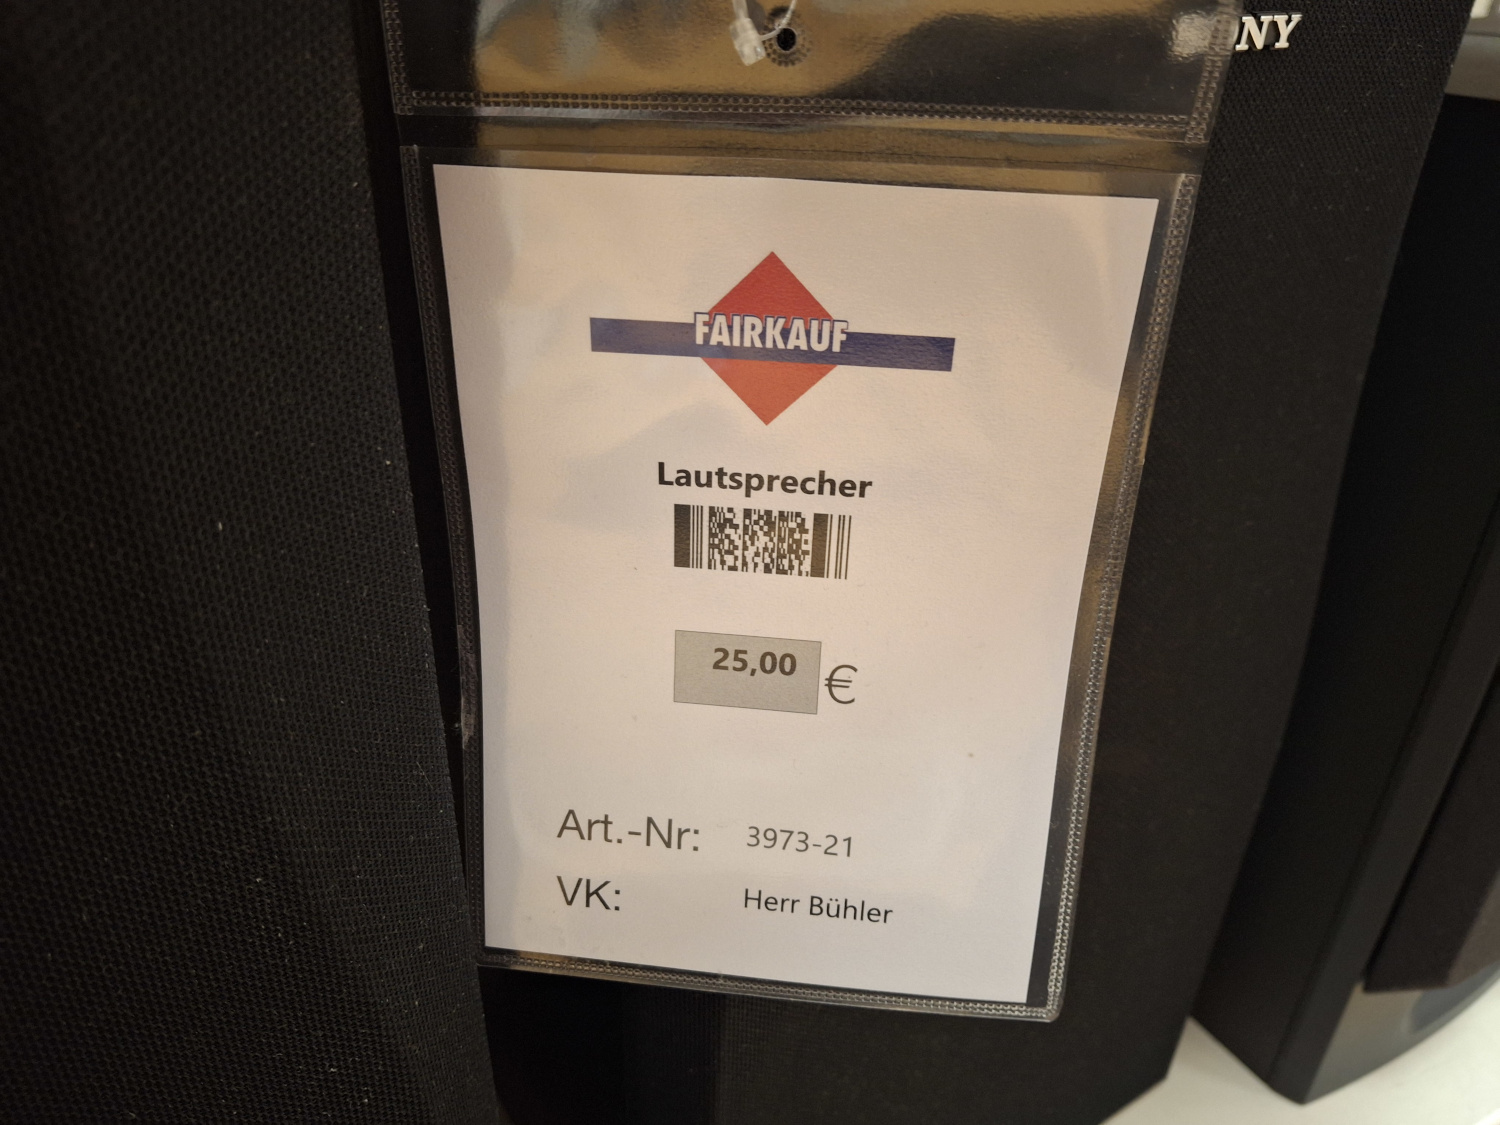 NY
FAIRKAUF
Lautsprecher
25,00 €
Art.-Nr: 3973-21
VK: Herr Bühler